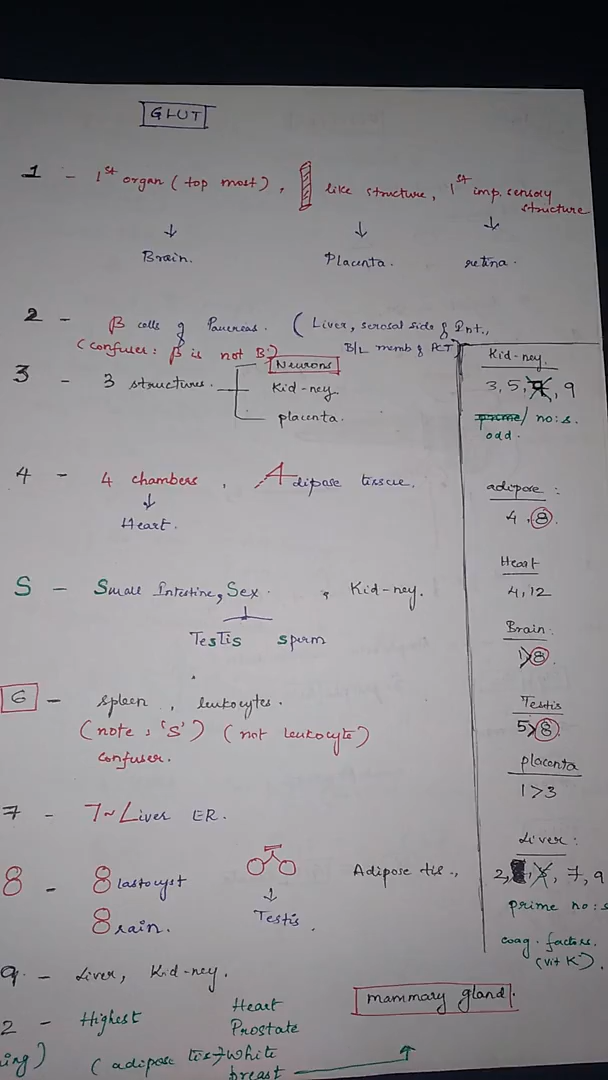 GLUT
1 - 1st organ (top most), like structure, 1st imp. sensory structure
↓ ↓ ↓
Brain. Placenta. retina.
2 - β cells of Pancreas. (Liver, serosal side of Int.,
(confuser: β is not B:) B/L memb of PCT)
3 - 3 structures. Neurons
Kid-ney.
placenta.
4 - 4 chambers, Adipose tissue.
↓
Heart.
S - Small Intestine, Sex. , Kid-ney.
Testis sperm
6 - spleen, leukocytes.
(note: 'S') (not leukocyte)
confuser.
7 - 7~Liver ER.
8 - 8lastocyst Adipose tis.,
↓
8rain. Testis.
9 - Liver, Kid-ney.
2 - Highest Heart
Prostate
ing) (adipose tis → white
breast
mammary gland.
Kid-ney.
3, 5, 9
prime/ no:s.
odd.
adipose:
4, 8
Heart
4, 12
Brain:
1>8
Testis
5>8
placenta
1>3
Liver:
2, 7, 9
prime no:s
coag. factors.
(vit K).